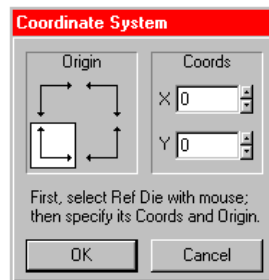 Coordinate System
Origin
Coords
X 0
Y 0
First, select Ref Die with mouse;
then specify its Coords and Origin.
OK
Cancel